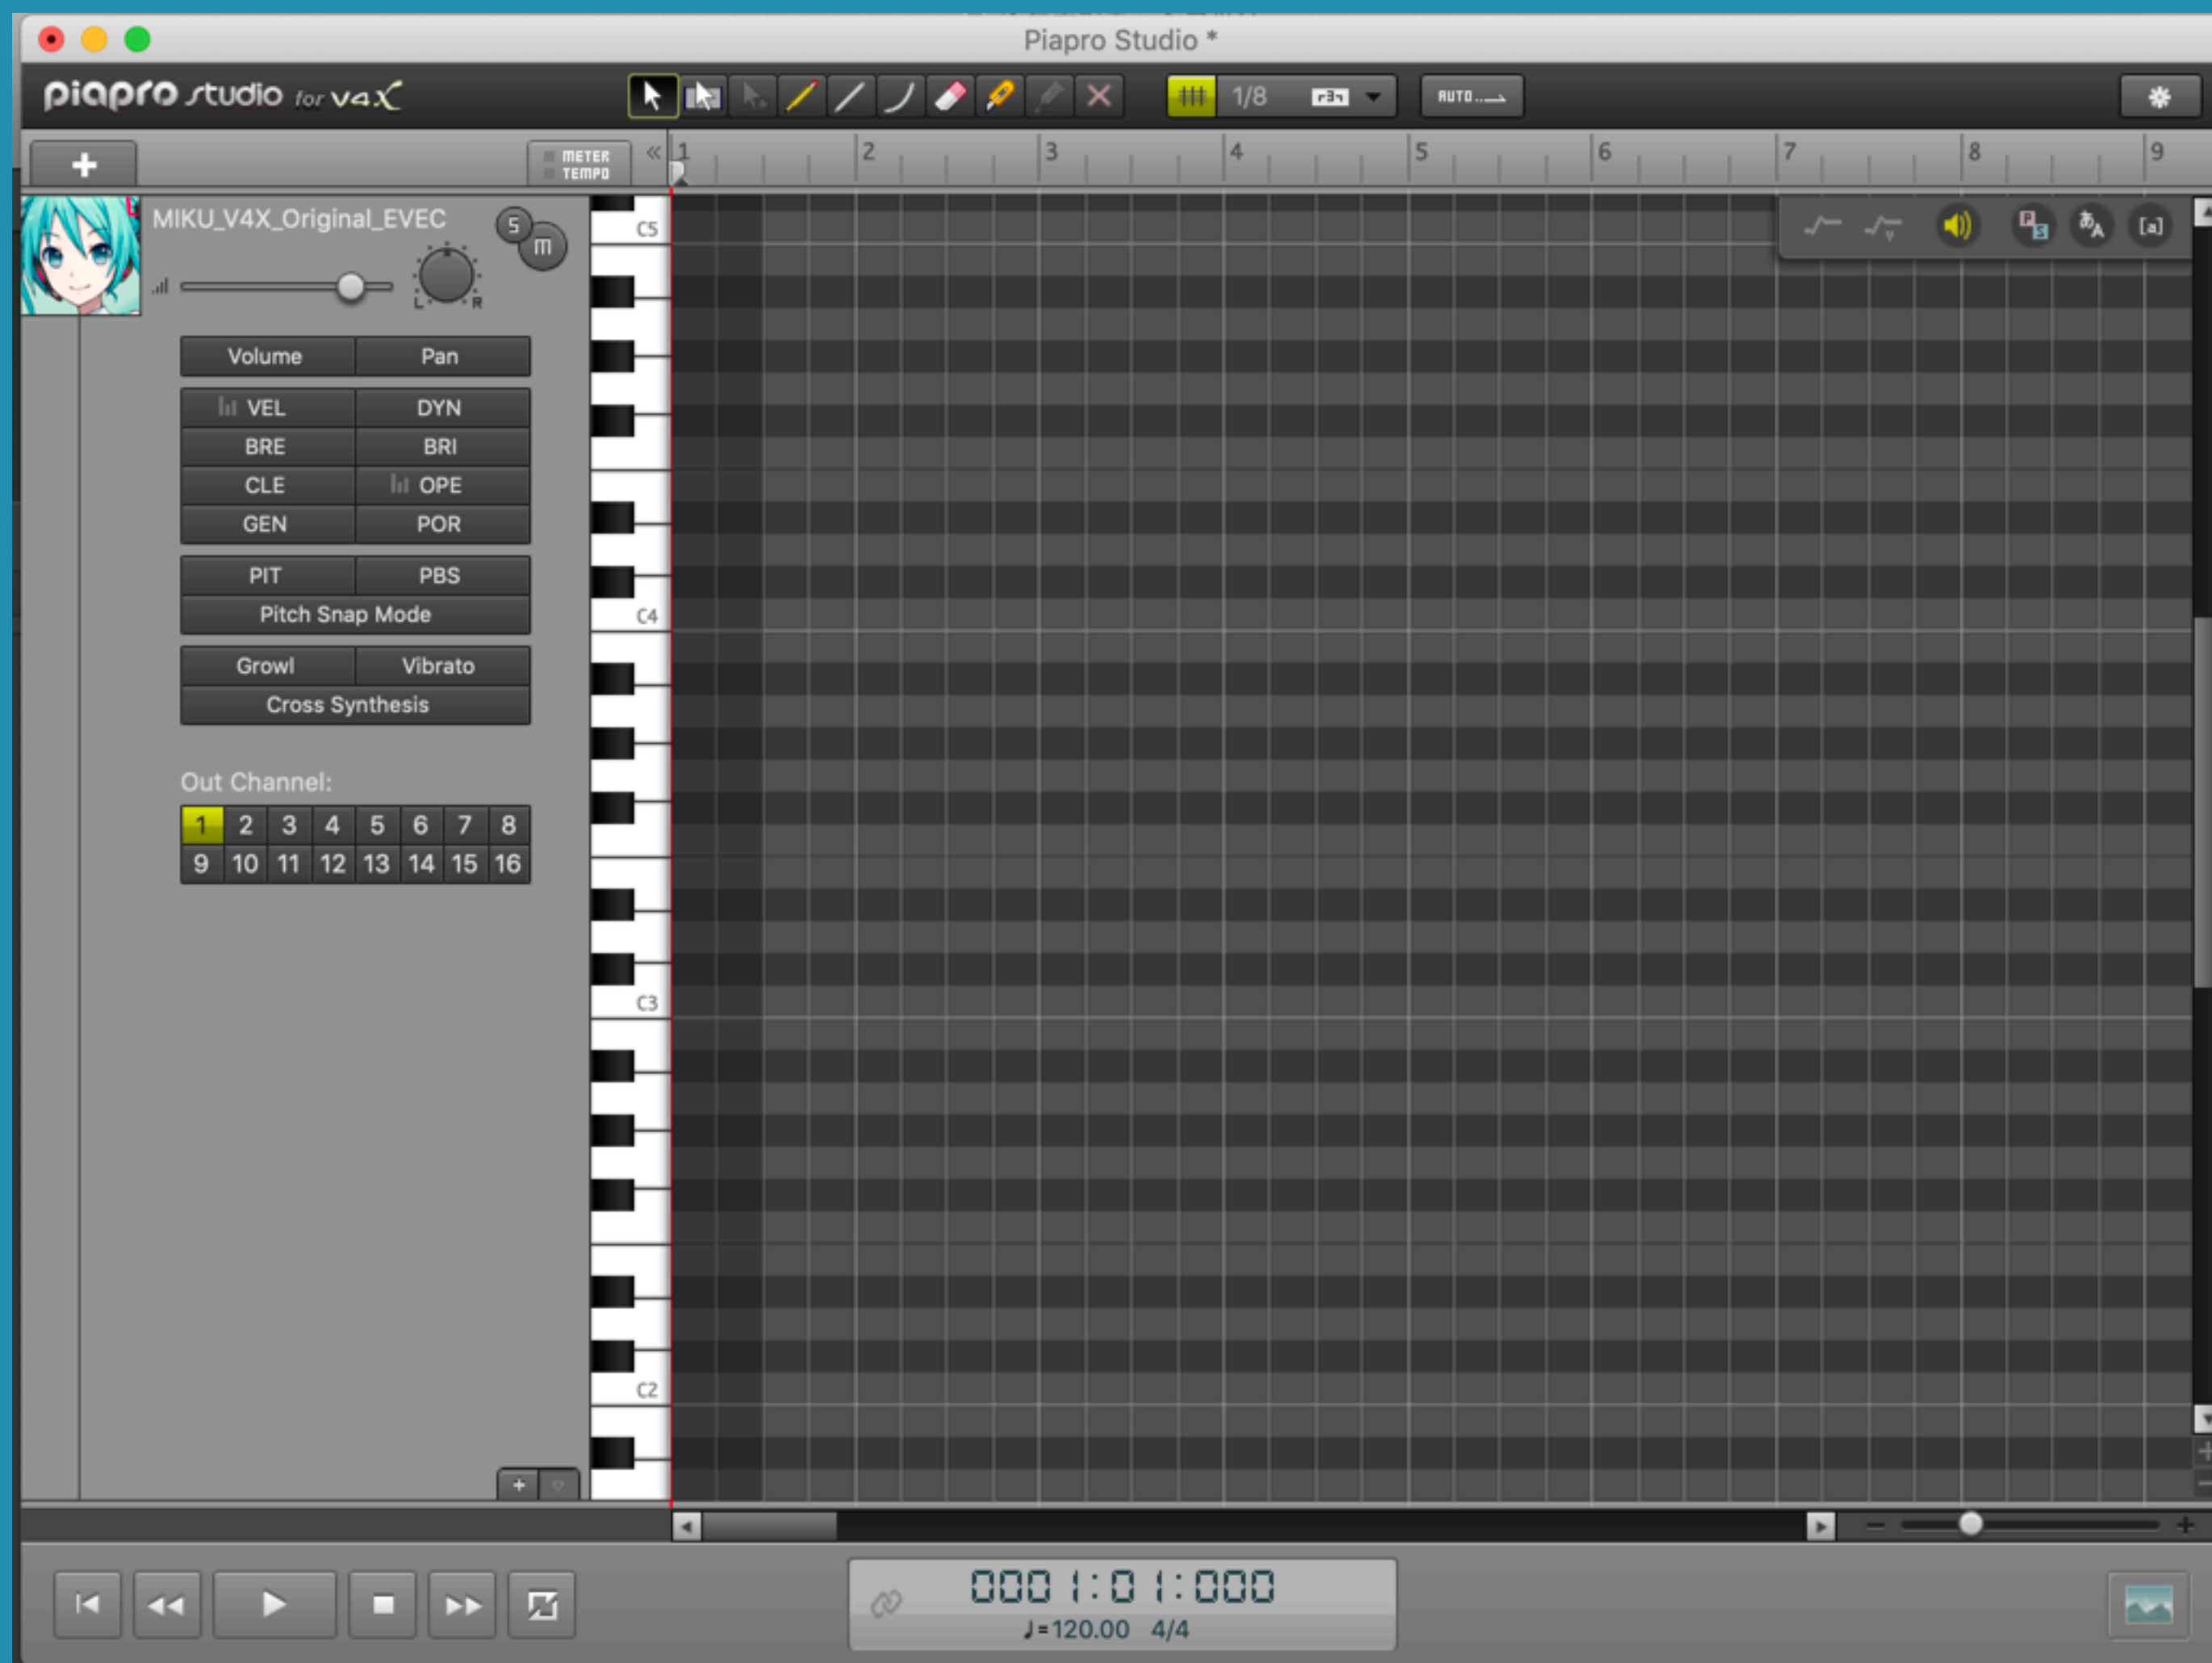 Piapro Studio *
piapro studio for V4X
1/8
r3ר
AUTO
+
METER
TEMPO
«
1 2 3 4 5 6 7 8 9
MIKU_V4X_Original_EVEC
S
m
L R
あA
[a]
Volume Pan
VEL DYN
BRE BRI
CLE OPE
GEN POR
PIT PBS
Pitch Snap Mode
Growl Vibrato
Cross Synthesis
Out Channel:
1 2 3 4 5 6 7 8
9 10 11 12 13 14 15 16
C5
C4
C3
C2
0001:01:000
♩=120.00 4/4